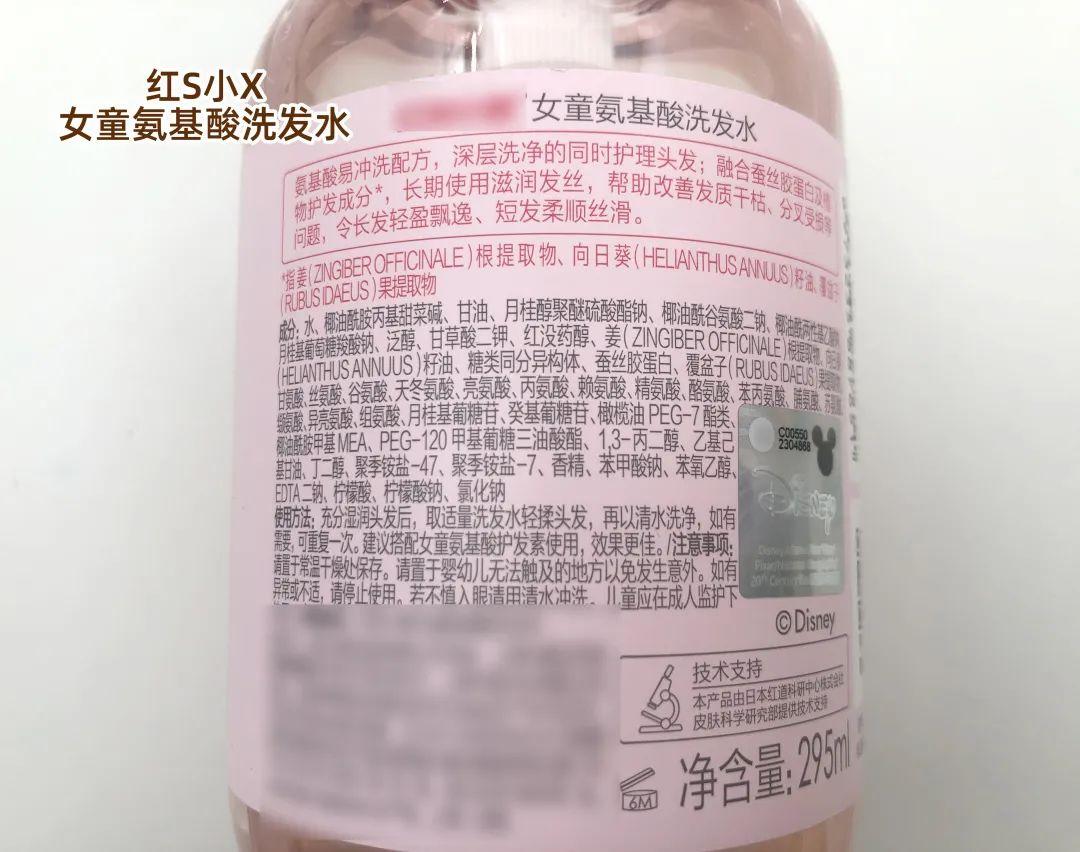 红S小X
女童氨基酸洗发水
女童氨基酸洗发水
氨基酸易冲洗配方，深层洗净的同时护理头发；融合蚕丝胶蛋白及植
物护发成分*，长期使用滋润发丝，帮助改善发质干枯、分叉受损等
问题，令长发轻盈飘逸、短发柔顺丝滑。
*指姜(ZINGIBER OFFICINALE)根提取物、向日葵(HELIANTHUS ANNUUS)籽油、覆盆子
(RUBUS IDAEUS)果提取物
成分：水、椰油酰胺丙基甜菜碱、甘油、月桂醇聚醚硫酸酯钠、椰油酰谷氨酸二钠、椰油酰两性基乙酸钠、
月桂基葡萄糖羧酸钠、泛醇、甘草酸二钾、红没药醇、姜(ZINGIBER OFFICINALE)根提取物、向日葵
(HELIANTHUS ANNUUS)籽油、糖类同分异构体、蚕丝胶蛋白、覆盆子(RUBUS IDAEUS)果提取物、
甘氨酸、丝氨酸、谷氨酸、天冬氨酸、亮氨酸、丙氨酸、赖氨酸、精氨酸、酪氨酸、苯丙氨酸、脯氨酸、苏氨酸、
缬氨酸、异亮氨酸、组氨酸、月桂基葡糖苷、癸基葡糖苷、橄榄油 PEG-7 酯类、
椰油酰胺甲基 MEA、PEG-120 甲基葡糖三油酸酯、1,3-丙二醇、乙基己
基甘油、丁二醇、聚季铵盐-47、聚季铵盐-7、香精、苯甲酸钠、苯氧乙醇、
EDTA 二钠、柠檬酸、柠檬酸钠、氯化钠
使用方法：充分湿润头发后，取适量洗发水轻揉头发，再以清水洗净，如有
需要，可重复一次。建议搭配女童氨基酸护发素使用，效果更佳。/注意事项：
请置于常温干燥处保存。请置于婴幼儿无法触及的地方以免发生意外。如有
异常或不适，请停止使用。若不慎入眼请用清水冲洗。儿童应在成人监护下
C00550
2304868
Disney
©Disney
技术支持
本产品由日本红道科研中心株式会社
皮肤科学研究部提供技术支持
6M
净含量：295ml